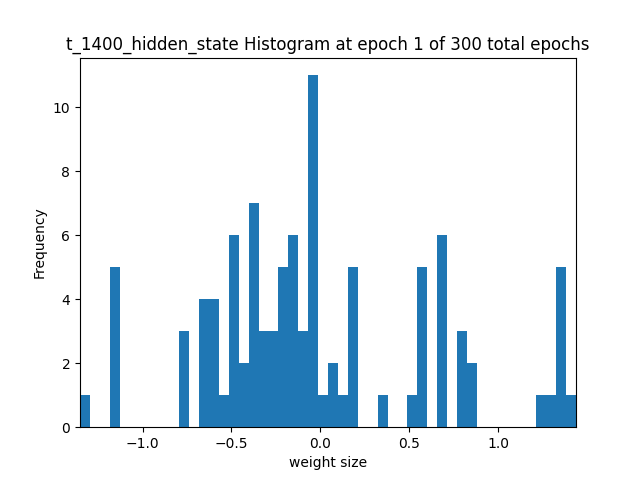 t_1400_hidden_state Histogram at epoch 1 of 300 total epochs
Frequency
10
8
6
4
2
0
−1.0 −0.5 0.0 0.5 1.0
weight size